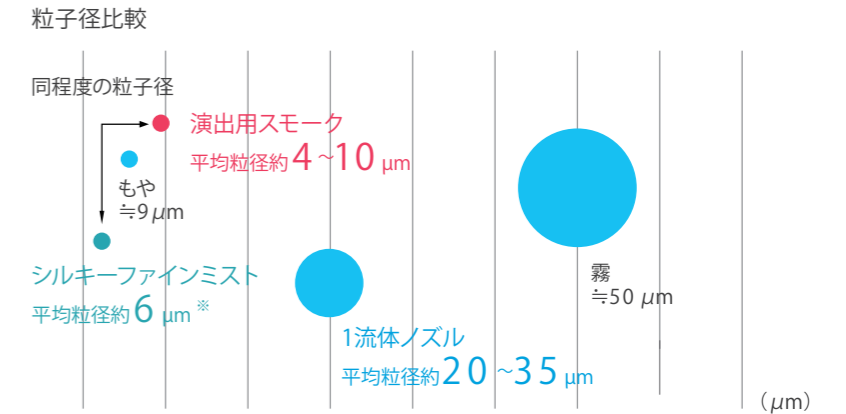 粒子径比較
同程度の粒子径
演出用スモーク
平均粒径約4~10 μm
もや
≒9μm
シルキーファインミスト
平均粒径約6 μm※
霧
≒50 μm
1流体ノズル
平均粒径約20~35 μm
(μm)